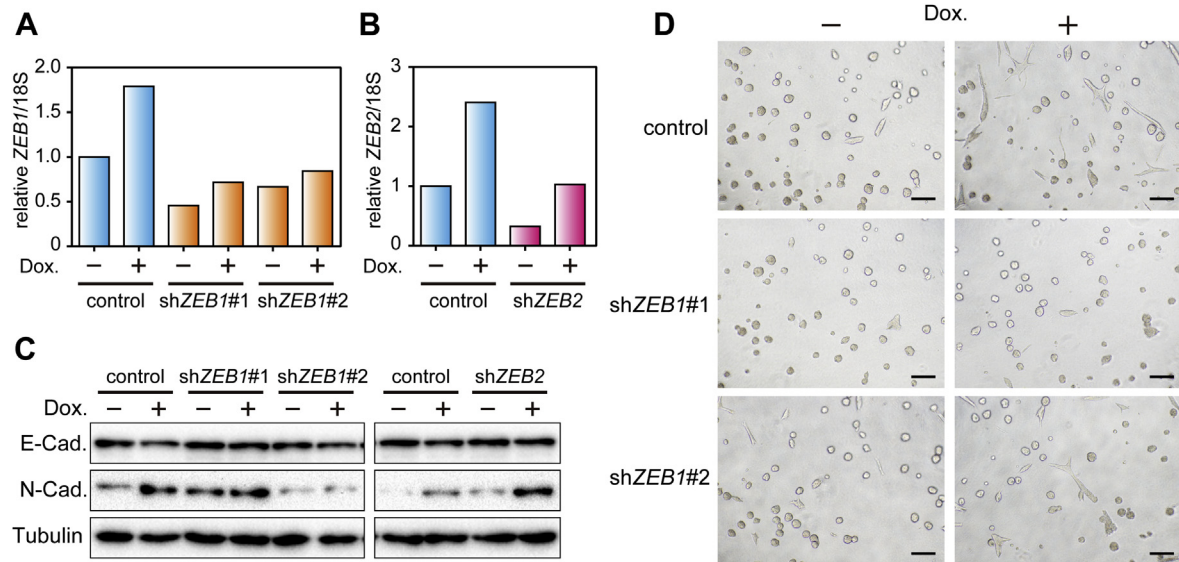 A
relative ZEB1/18S
2.0
1.5
1.0
0.5
0
Dox. − + − + − +
control shZEB1#1 shZEB1#2
B
relative ZEB2/18S
3
2
1
0
Dox. − + − +
control shZEB2
C
control shZEB1#1 shZEB1#2 control shZEB2
Dox. − + − + − + − + − +
E-Cad.
N-Cad.
Tubulin
D
Dox.
− +
control
shZEB1#1
shZEB1#2